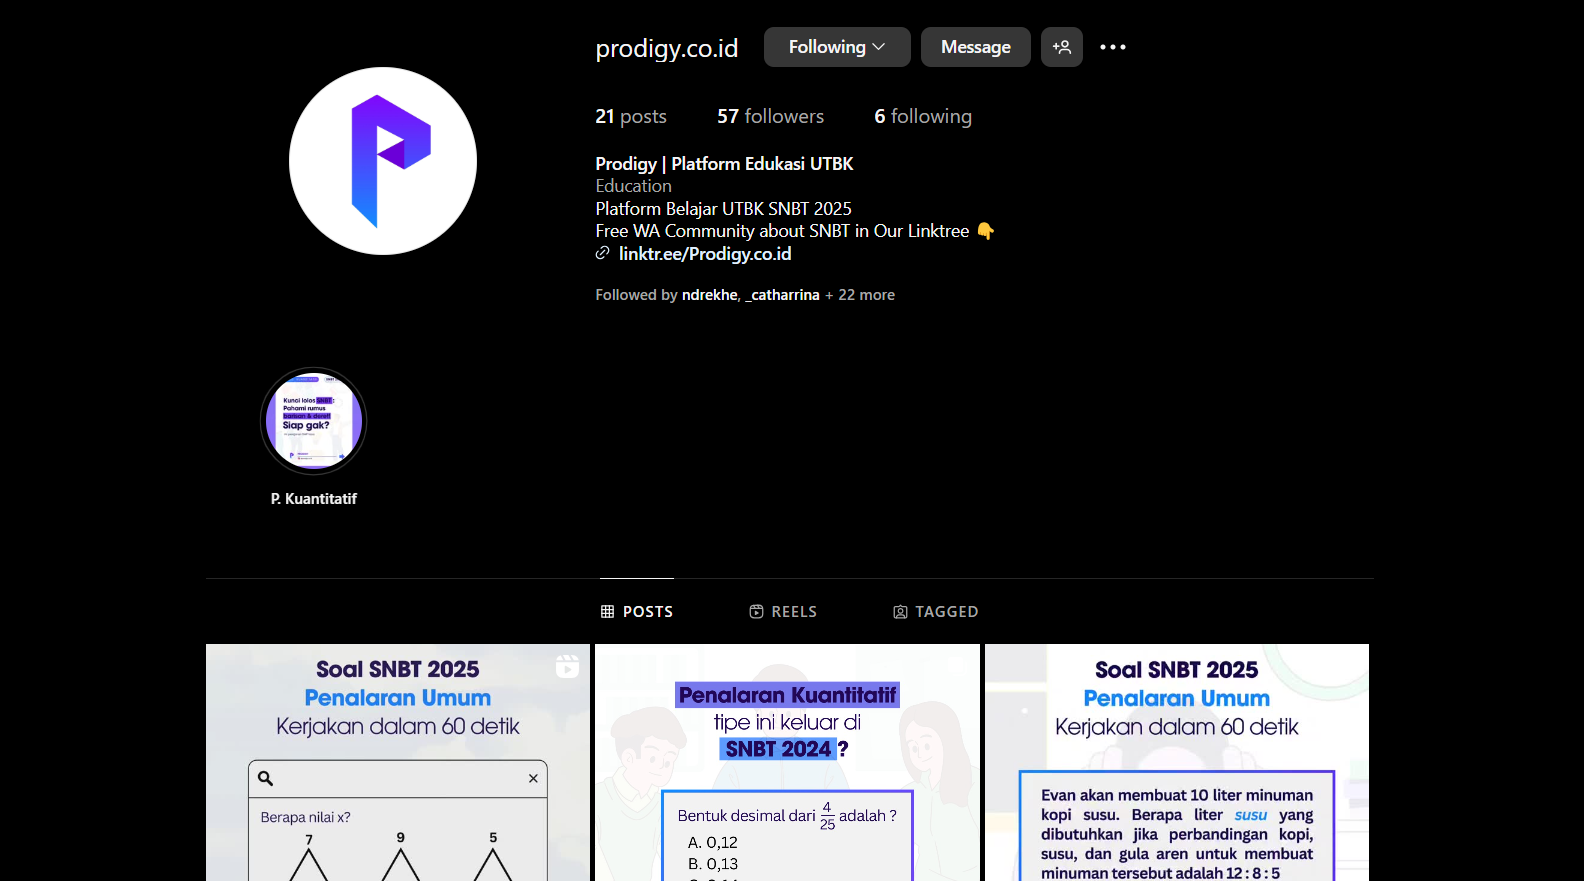 prodigy.co.id
Following
Message
21 posts
57 followers
6 following
Prodigy | Platform Edukasi UTBK
Education
Platform Belajar UTBK SNBT 2025
Free WA Community about SNBT in Our Linktree 👇
linktr.ee/Prodigy.co.id
Followed by ndrekhe, _catharrina + 22 more
Kunci lolos SNBT:
Pahami rumus
barisan & deret!
Siap gak?
P. Kuantitatif
POSTS
REELS
TAGGED
Soal SNBT 2025
Penalaran Umum
Kerjakan dalam 60 detik
Berapa nilai x?
7 9 5
Penalaran Kuantitatif
tipe ini keluar di
SNBT 2024 ?
Bentuk desimal dari 4/25 adalah ?
A. 0,12
B. 0,13
Soal SNBT 2025
Penalaran Umum
Kerjakan dalam 60 detik
Evan akan membuat 10 liter minuman
kopi susu. Berapa liter susu yang
dibutuhkan jika perbandingan kopi,
susu, dan gula aren untuk membuat
minuman tersebut adalah 12 : 8 : 5